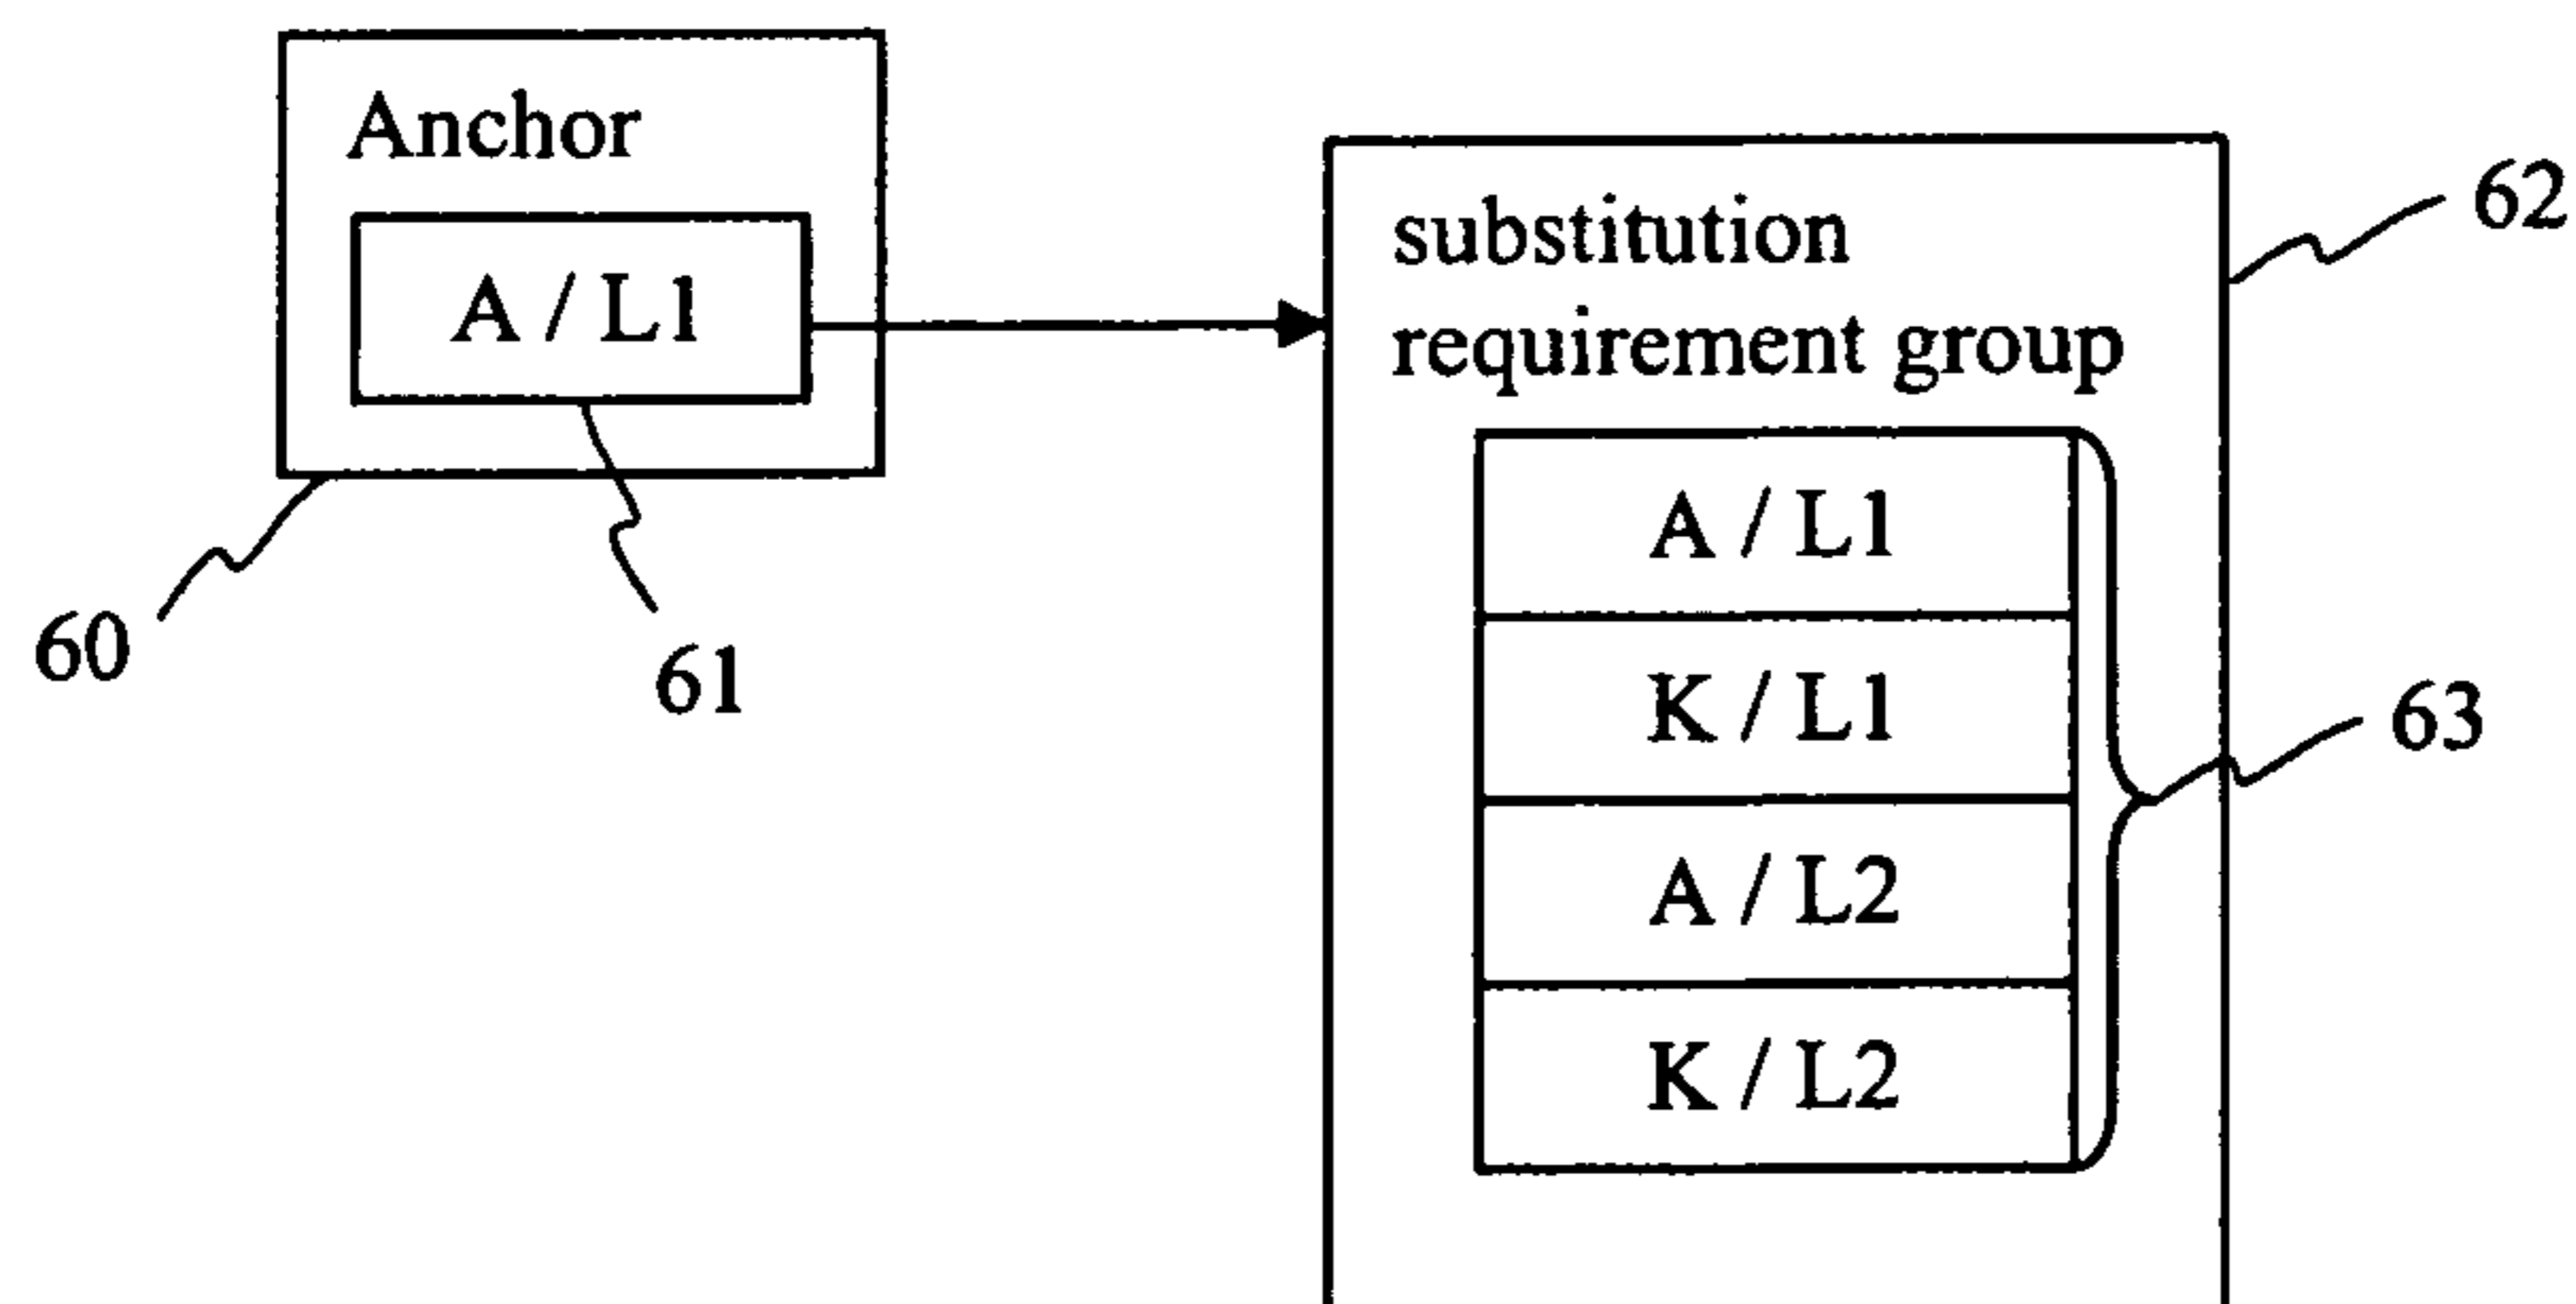 Anchor
A / L1
60
61
substitution
requirement group
A / L1
K / L1
A / L2
K / L2
62
63